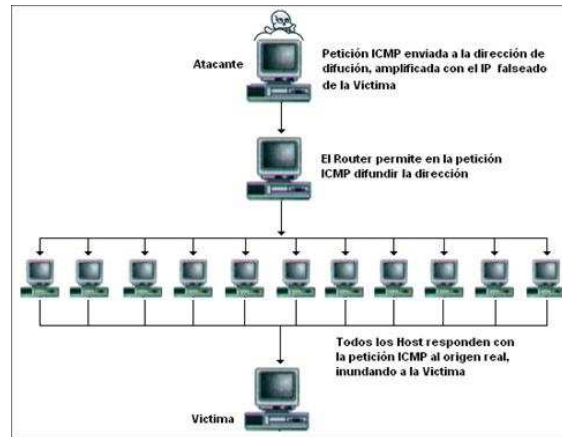 Atacante
Petición ICMP enviada a la dirección de
difución, amplificada con el IP falseado
de la Víctima
El Router permite en la petición
ICMP difundir la dirección
Todos los Host responden con
la petición ICMP al origen real,
inundando a la Victima
Victima